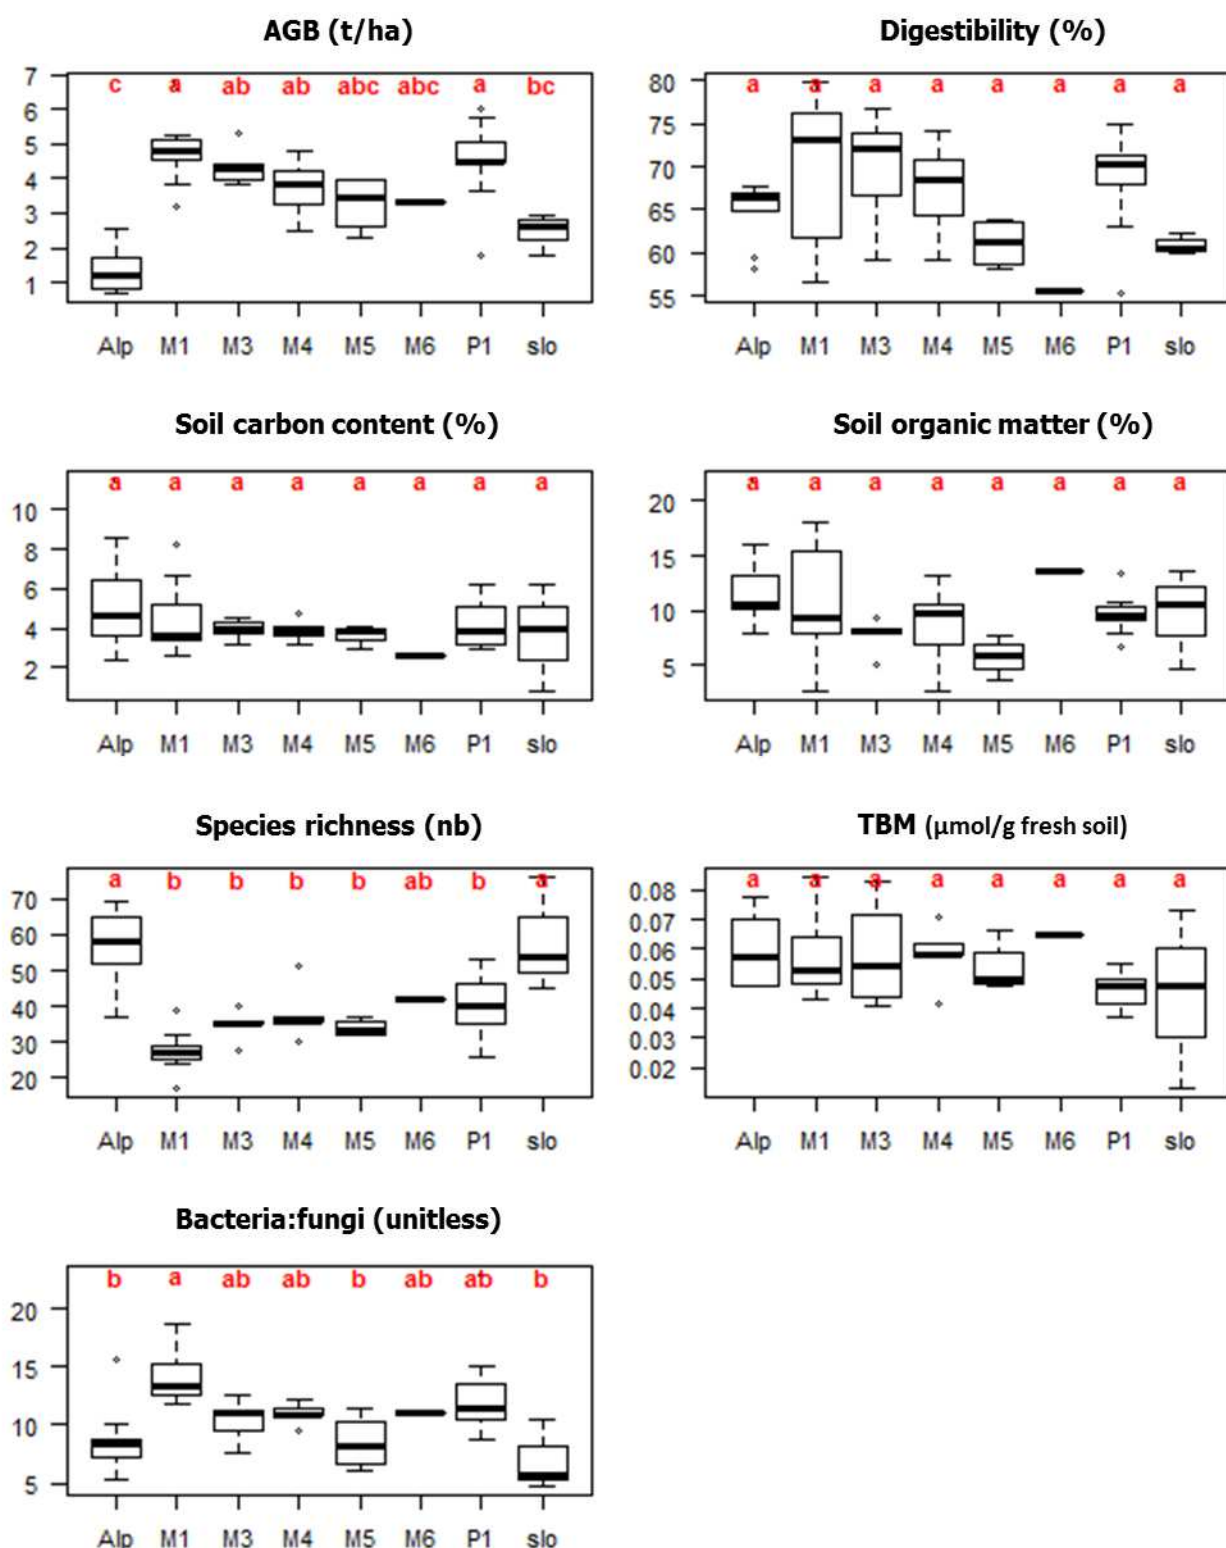 AGB (t/ha)
7
6
5
4
3
2
1
c a ab ab abc abc a bc
Alp M1 M3 M4 M5 M6 P1 slo
Digestibility (%)
80
75
70
65
60
55
a a a a a a a a
Alp M1 M3 M4 M5 M6 P1 slo
Soil carbon content (%)
10
8
6
4
2
a a a a a a a a
Alp M1 M3 M4 M5 M6 P1 slo
Soil organic matter (%)
20
15
10
5
a a a a a a a a
Alp M1 M3 M4 M5 M6 P1 slo
Species richness (nb)
70
60
50
40
30
20
a b b b b ab b a
Alp M1 M3 M4 M5 M6 P1 slo
TBM (µmol/g fresh soil)
0.08
0.07
0.06
0.05
0.04
0.03
0.02
a a a a a a a a
Alp M1 M3 M4 M5 M6 P1 slo
Bacteria:fungi (unitless)
20
15
10
5
b a ab ab b ab ab b
Alp M1 M3 M4 M5 M6 P1 slo